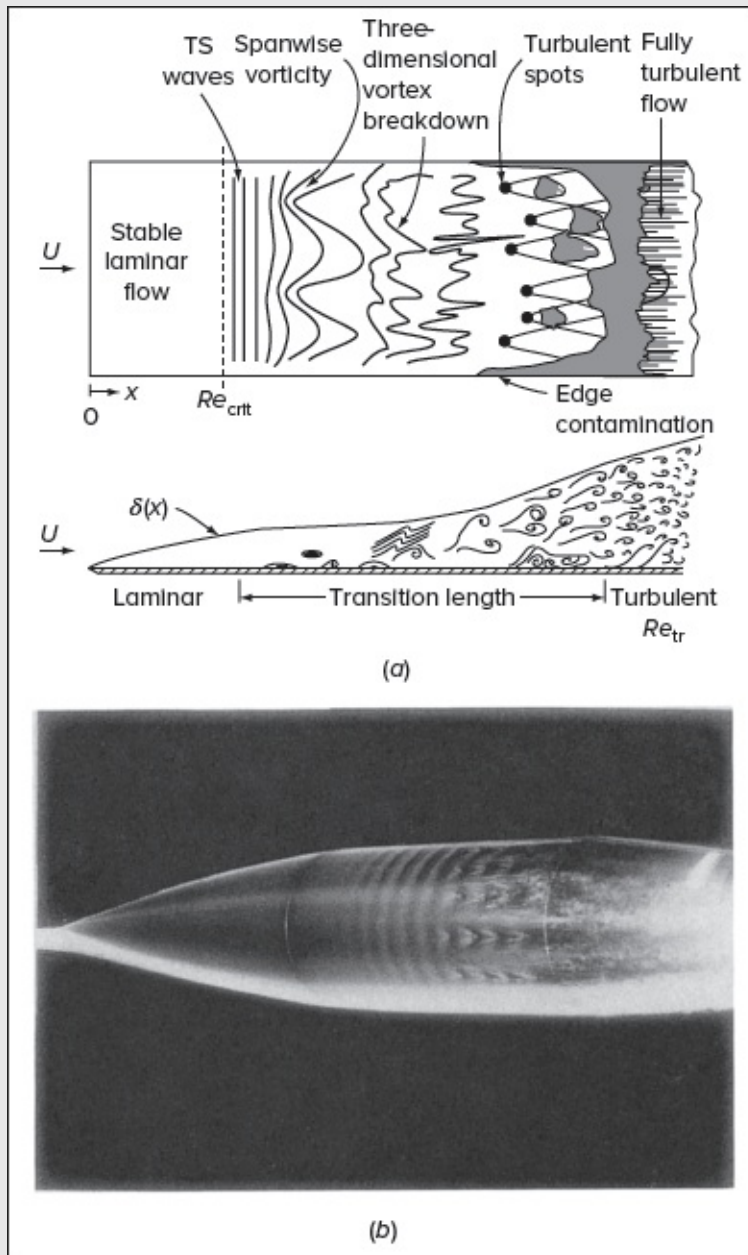 TS
waves
Spanwise
vorticity
Three-
dimensional
vortex
breakdown
Turbulent
spots
Fully
turbulent
flow
U
Stable
laminar
flow
0
x
Re_crit
Edge
contamination
δ(x)
U
Laminar
Transition length
Turbulent
Re_tr
(a)
(b)